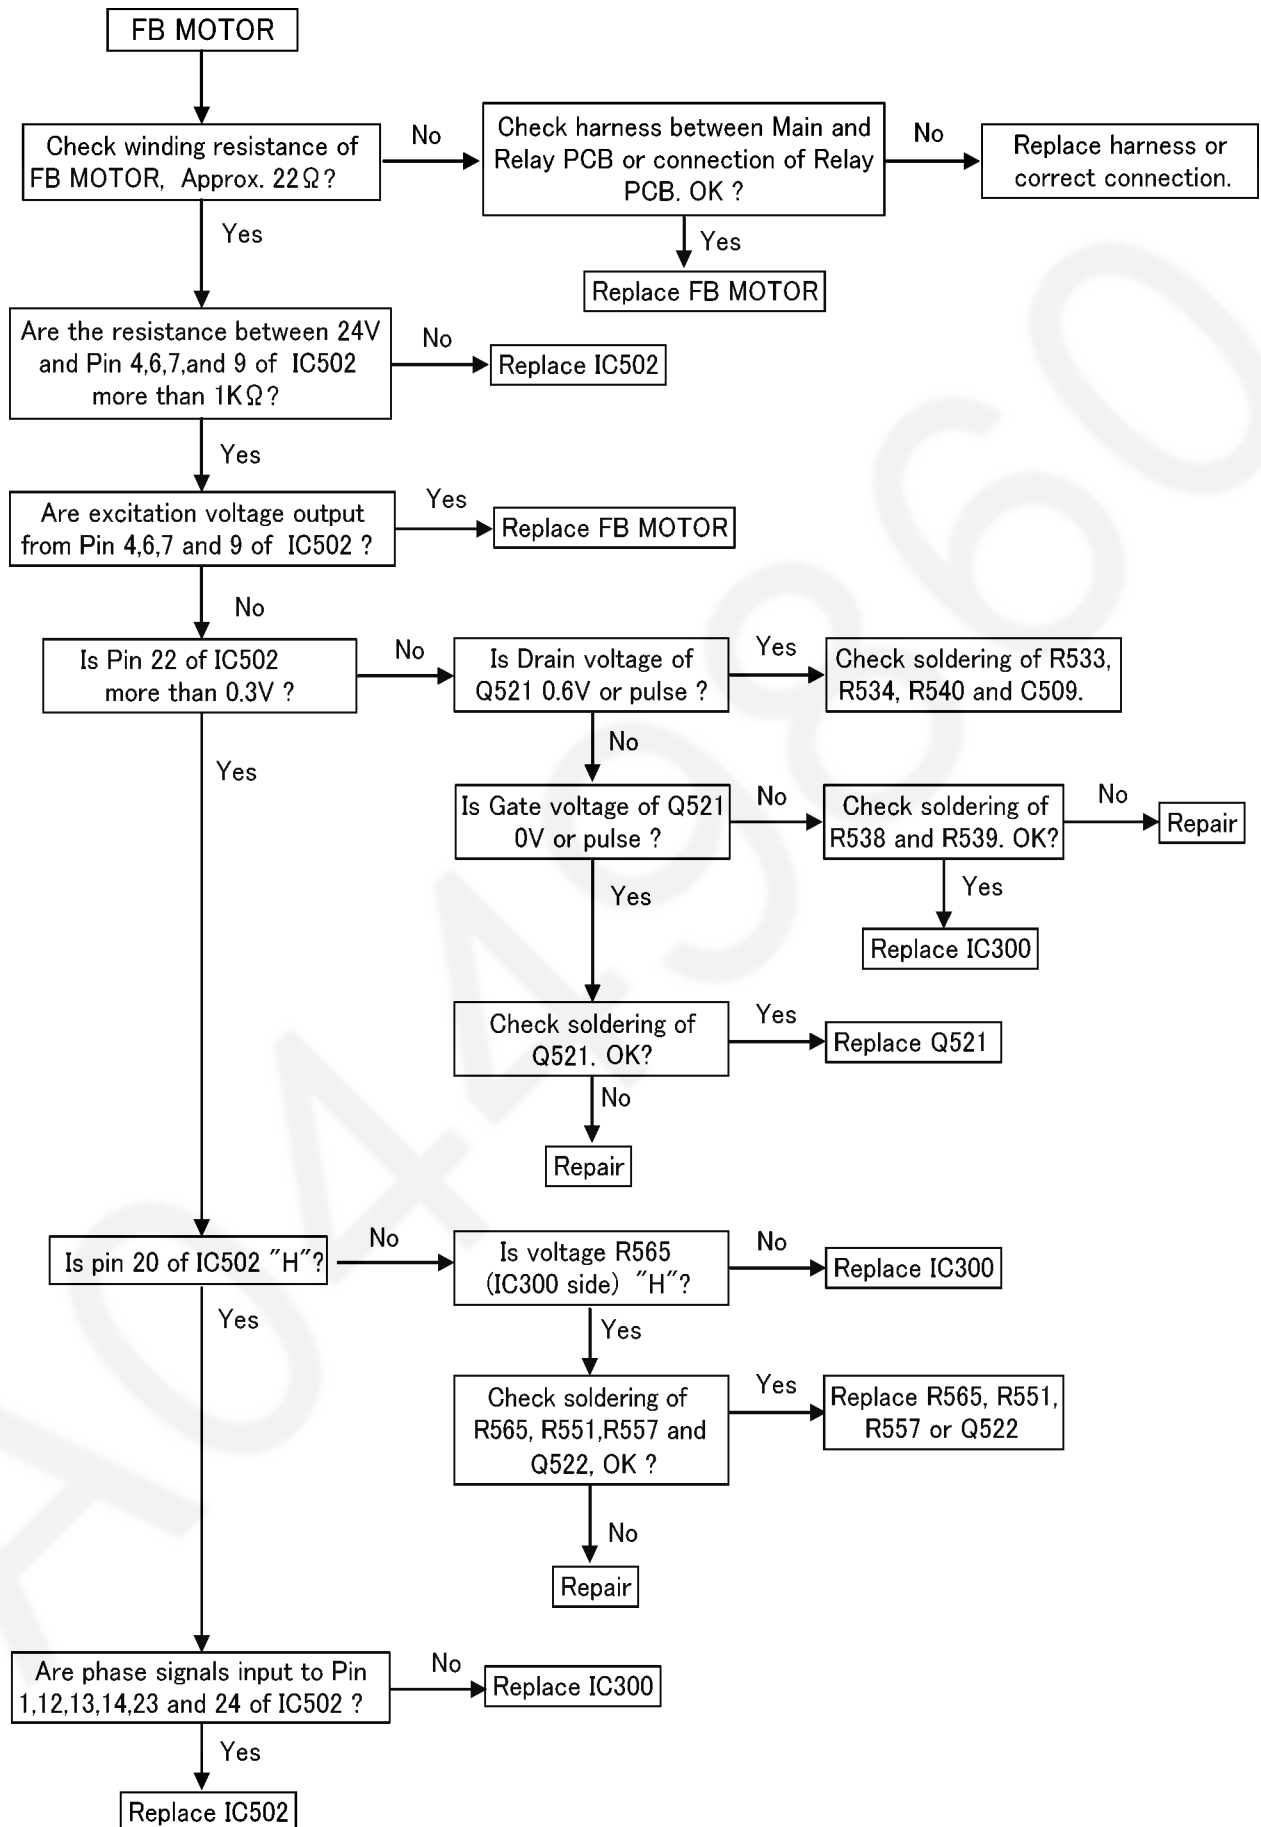 FB MOTOR
Check winding resistance of
FB MOTOR, Approx. 22Ω?
No
Check harness between Main and
Relay PCB or connection of Relay
PCB. OK ?
No
Replace harness or
correct connection.
Yes
Yes
Replace FB MOTOR
Are the resistance between 24V
and Pin 4,6,7,and 9 of IC502
more than 1KΩ?
No
Replace IC502
Yes
Are excitation voltage output
from Pin 4,6,7 and 9 of IC502 ?
Yes
Replace FB MOTOR
No
Is Pin 22 of IC502
more than 0.3V ?
No
Is Drain voltage of
Q521 0.6V or pulse ?
Yes
Check soldering of R533,
R534, R540 and C509.
No
Yes
Is Gate voltage of Q521
0V or pulse ?
No
Check soldering of
R538 and R539. OK?
No
Repair
Yes
Yes
Replace IC300
Check soldering of
Q521. OK?
Yes
Replace Q521
No
Repair
Is pin 20 of IC502 "H"?
No
Is voltage R565
(IC300 side) "H"?
No
Replace IC300
Yes
Yes
Check soldering of
R565, R551,R557 and
Q522, OK ?
Yes
Replace R565, R551,
R557 or Q522
No
Repair
Are phase signals input to Pin
1,12,13,14,23 and 24 of IC502 ?
No
Replace IC300
Yes
Replace IC502
A0449860